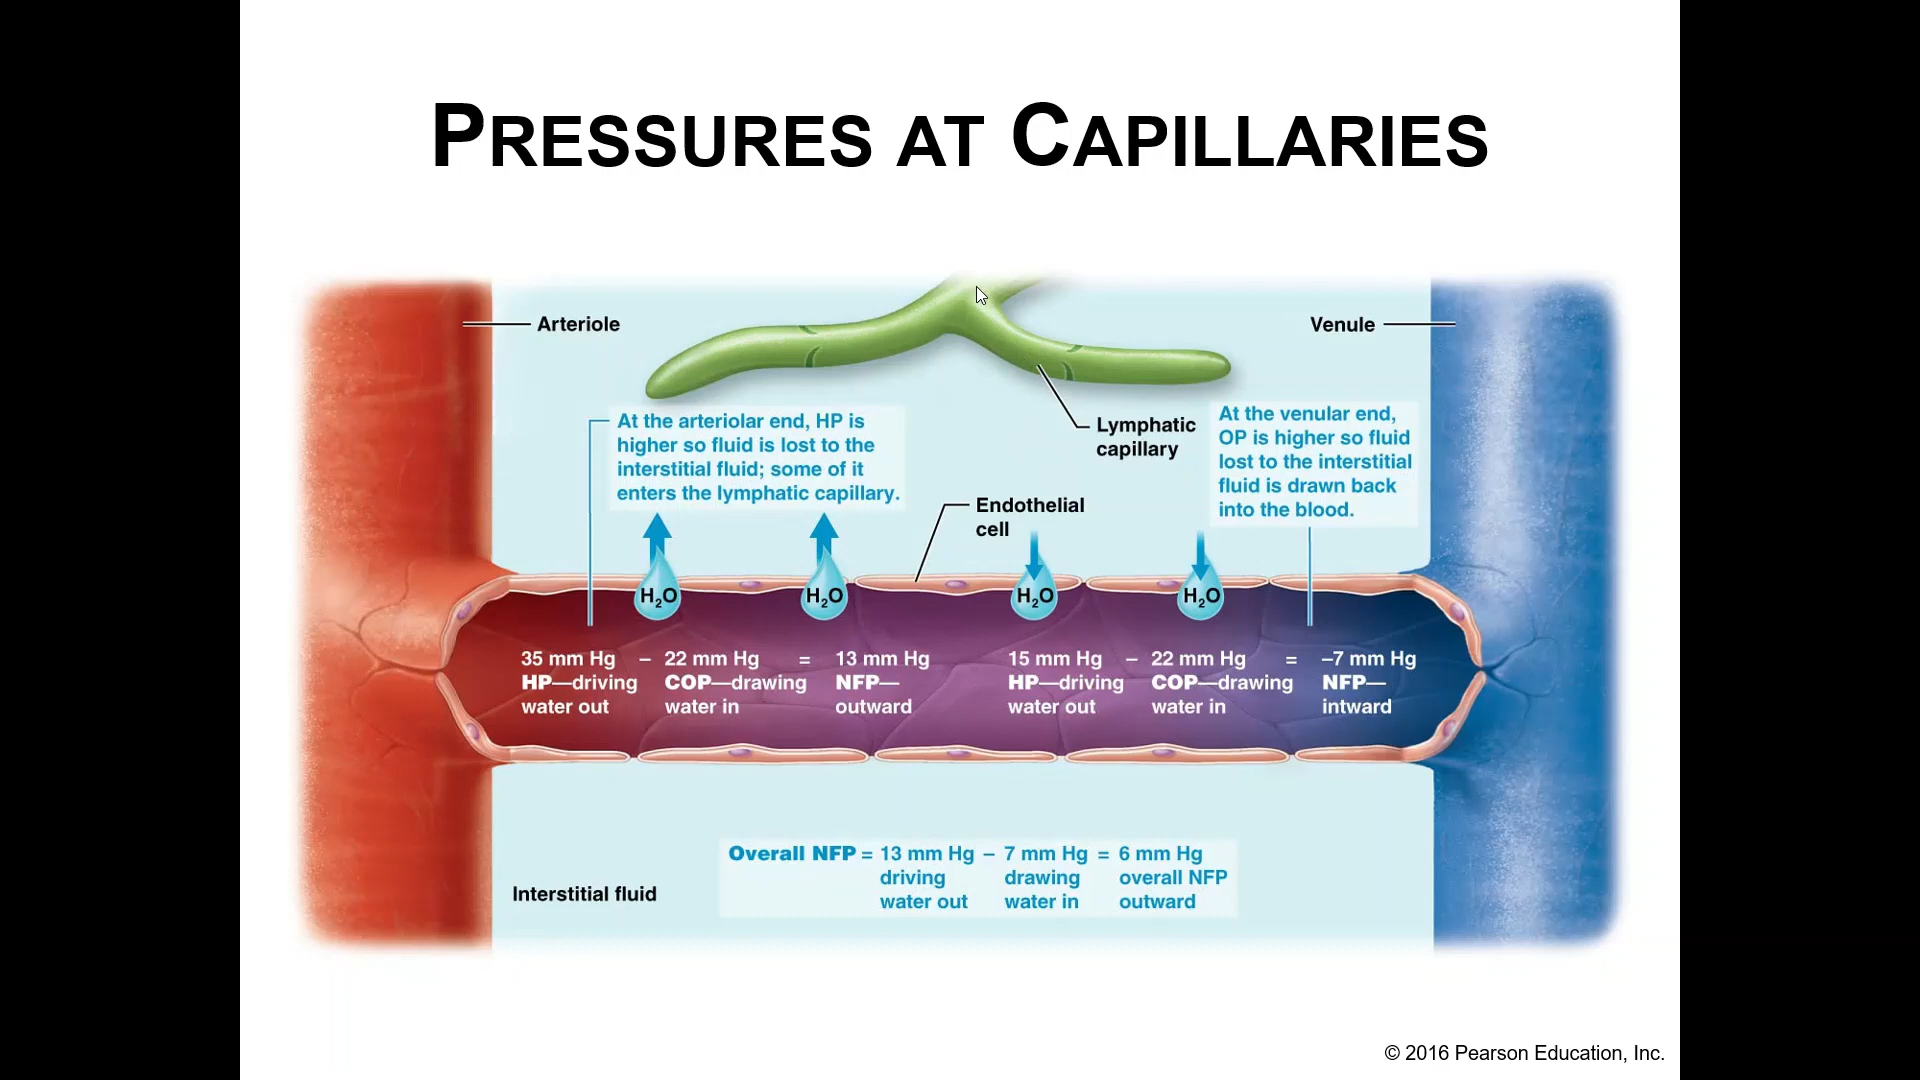 PRESSURES AT CAPILLARIES
Arteriole
Venule
At the arteriolar end, HP is
higher so fluid is lost to the
interstitial fluid; some of it
enters the lymphatic capillary.
Lymphatic
capillary
At the venular end,
OP is higher so fluid
lost to the interstitial
fluid is drawn back
into the blood.
Endothelial
cell
H₂O
H₂O
H₂O
H₂O
35 mm Hg – 22 mm Hg = 13 mm Hg
HP—driving COP—drawing NFP—
water out water in outward
15 mm Hg – 22 mm Hg = –7 mm Hg
HP—driving COP—drawing NFP—
water out water in intward
Overall NFP = 13 mm Hg – 7 mm Hg = 6 mm Hg
driving drawing overall NFP
water out water in outward
Interstitial fluid
© 2016 Pearson Education, Inc.